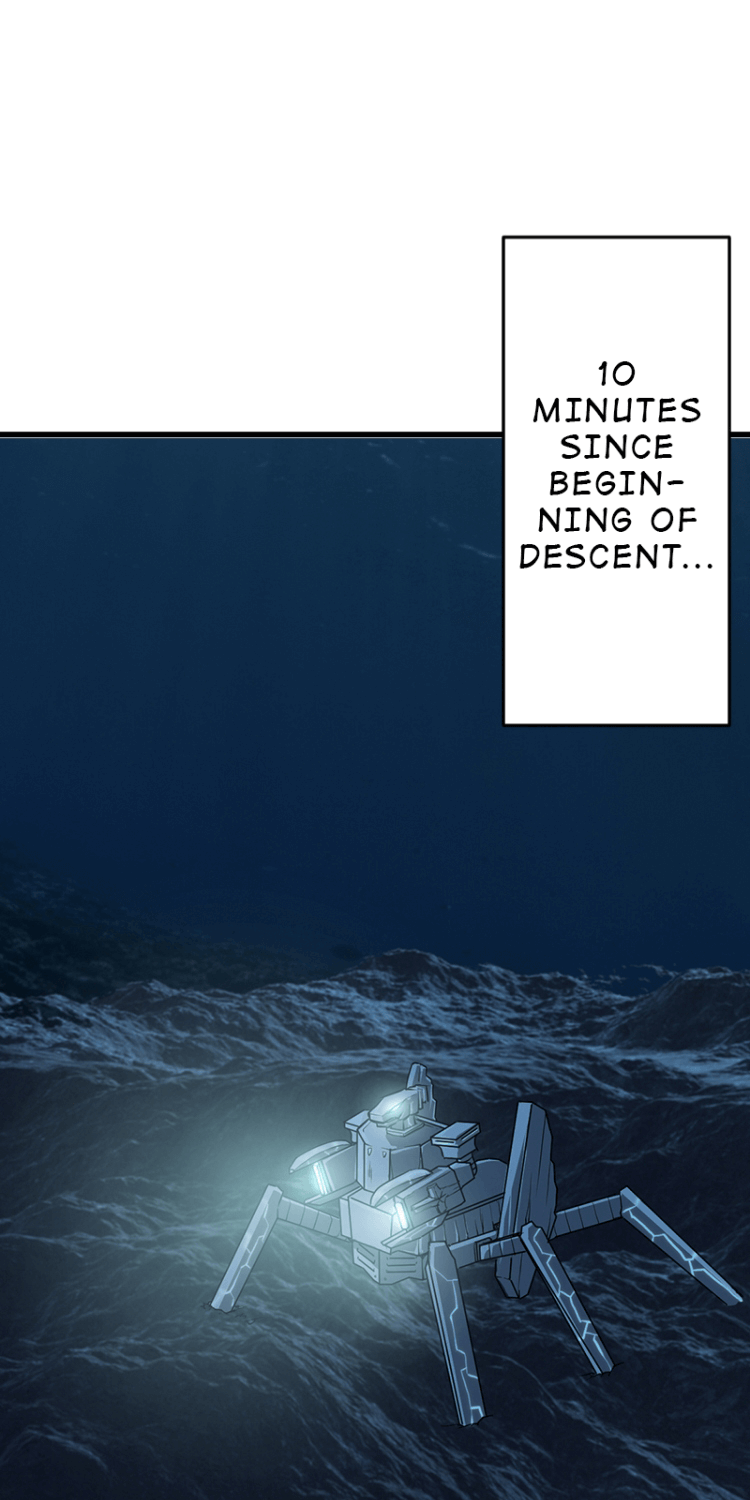 10
MINUTES
SINCE
BEGIN-
NING OF
DESCENT...